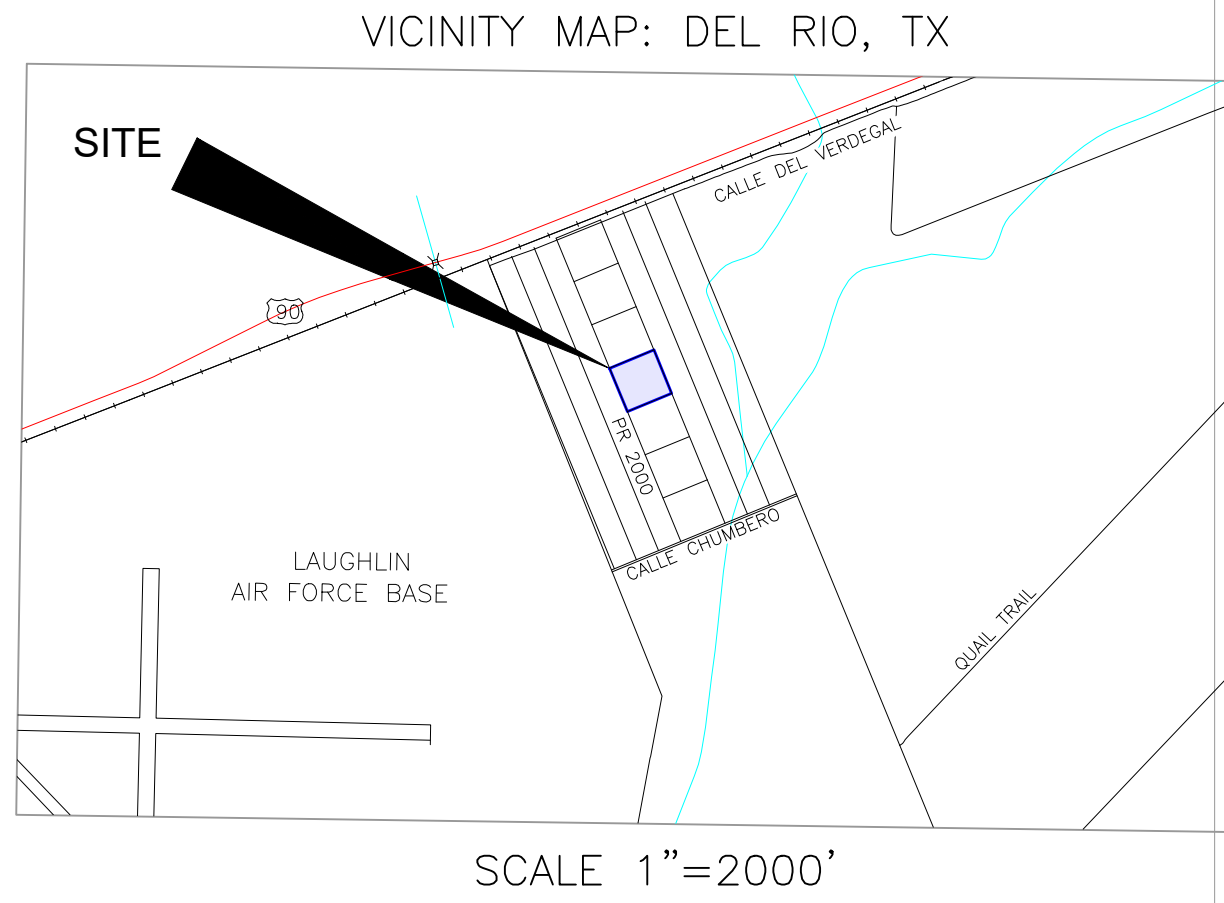 VICINITY MAP: DEL RIO, TX
SITE
CALLE DEL VERDEGAL
90
PR 2000
CALLE CHUMBERO
LAUGHLIN
AIR FORCE BASE
QUAIL TRAIL
SCALE 1”=2000’